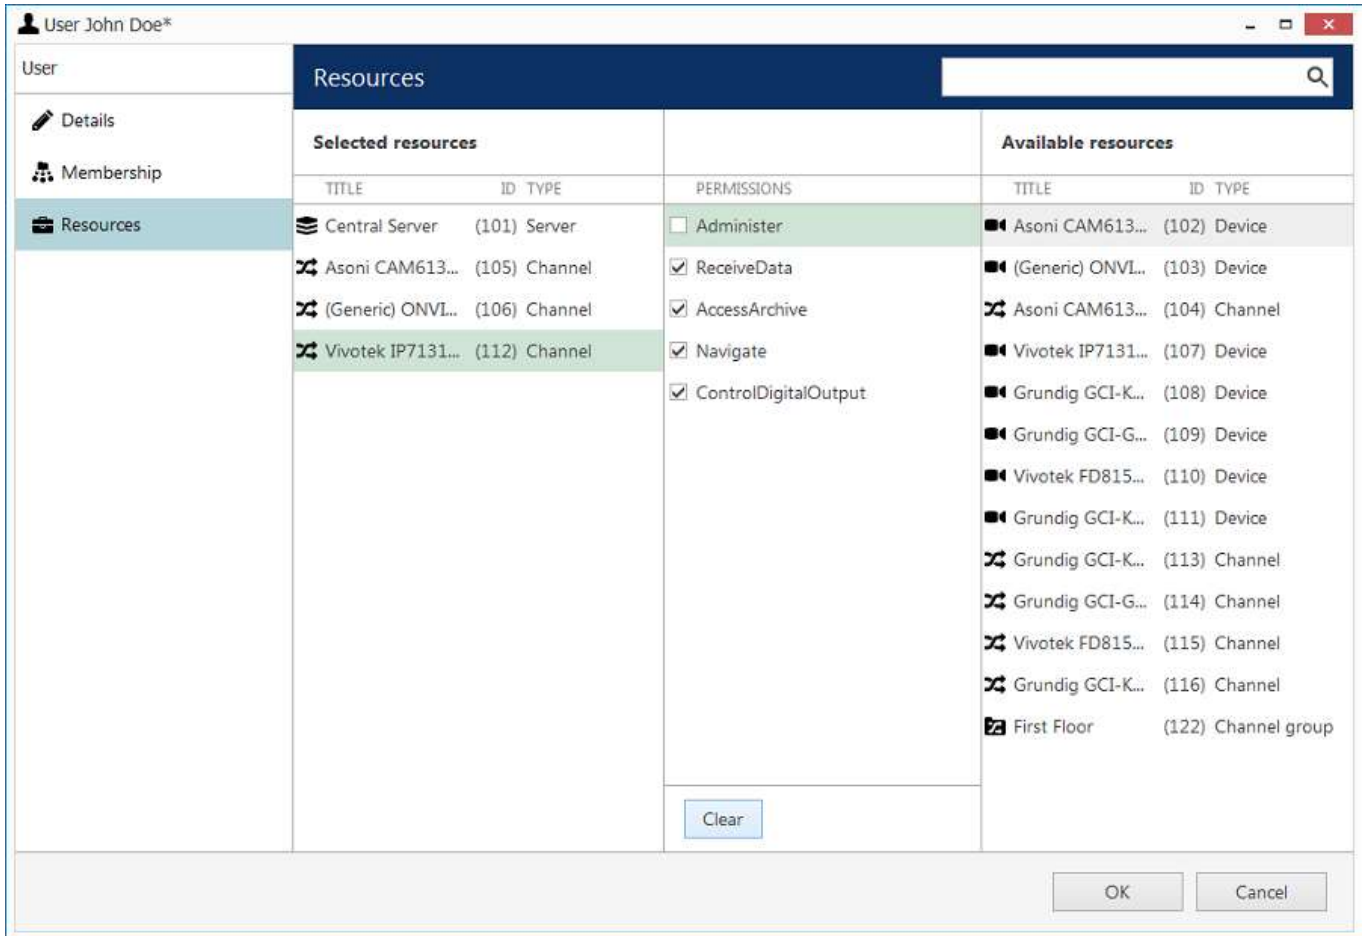 User John Doe*
User
Resources
Details
Membership
Resources
Selected resources
Available resources
TITLE ID TYPE
PERMISSIONS
TITLE ID TYPE
Central Server (101) Server
Asoni CAM613... (105) Channel
(Generic) ONVI... (106) Channel
Vivotek IP7131... (112) Channel
Administer
ReceiveData
AccessArchive
Navigate
ControlDigitalOutput
Clear
Asoni CAM613... (102) Device
(Generic) ONVI... (103) Device
Asoni CAM613... (104) Channel
Vivotek IP7131... (107) Device
Grundig GCI-K... (108) Device
Grundig GCI-G... (109) Device
Vivotek FD815... (110) Device
Grundig GCI-K... (111) Device
Grundig GCI-K... (113) Channel
Grundig GCI-G... (114) Channel
Vivotek FD815... (115) Channel
Grundig GCI-K... (116) Channel
First Floor (122) Channel group
OK
Cancel